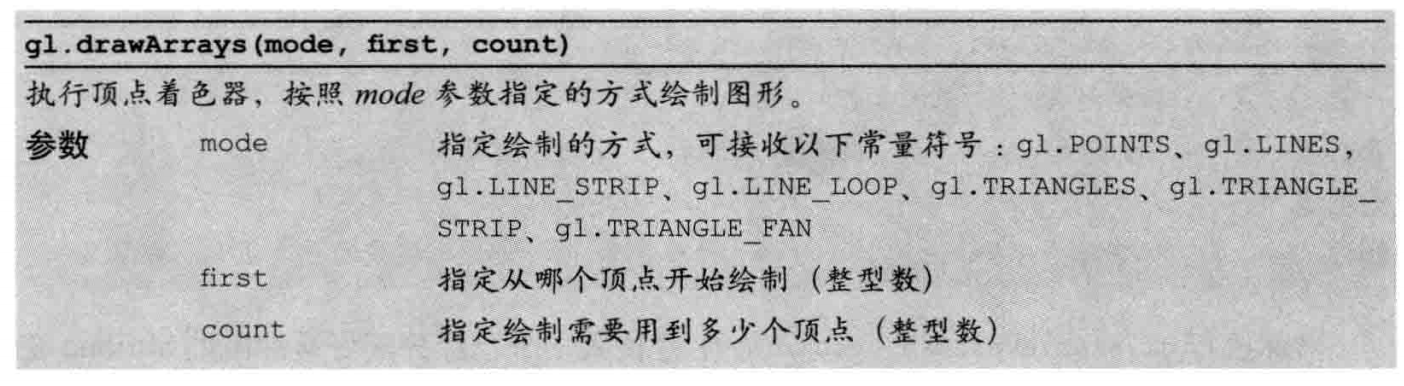 gl.drawArrays(mode, first, count)
执行顶点着色器，按照 mode 参数指定的方式绘制图形。
参数 mode 指定绘制的方式，可接收以下常量符号：gl.POINTS、gl.LINES，
gl.LINE_STRIP、gl.LINE_LOOP、gl.TRIANGLES、gl.TRIANGLE_
STRIP、gl.TRIANGLE_FAN
first 指定从哪个顶点开始绘制（整型数）
count 指定绘制需要用到多少个顶点（整型数）